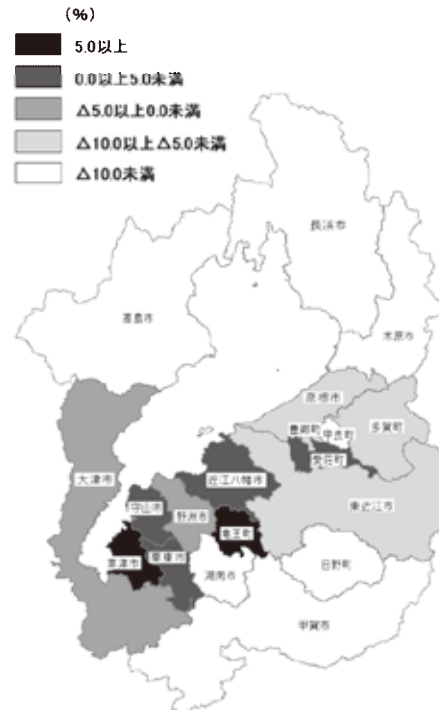 (%)
5.0以上
0.0以上5.0未満
△5.0以上0.0未満
△10.0以上△5.0未満
△10.0未満
長浜市
高島市
米原市
彦根市
豊郷町
甲良町
多賀町
愛荘町
大津市
近江八幡市
東近江市
守山市
野洲市
竜王町
草津市
栗東市
湖南市
日野町
甲賀市